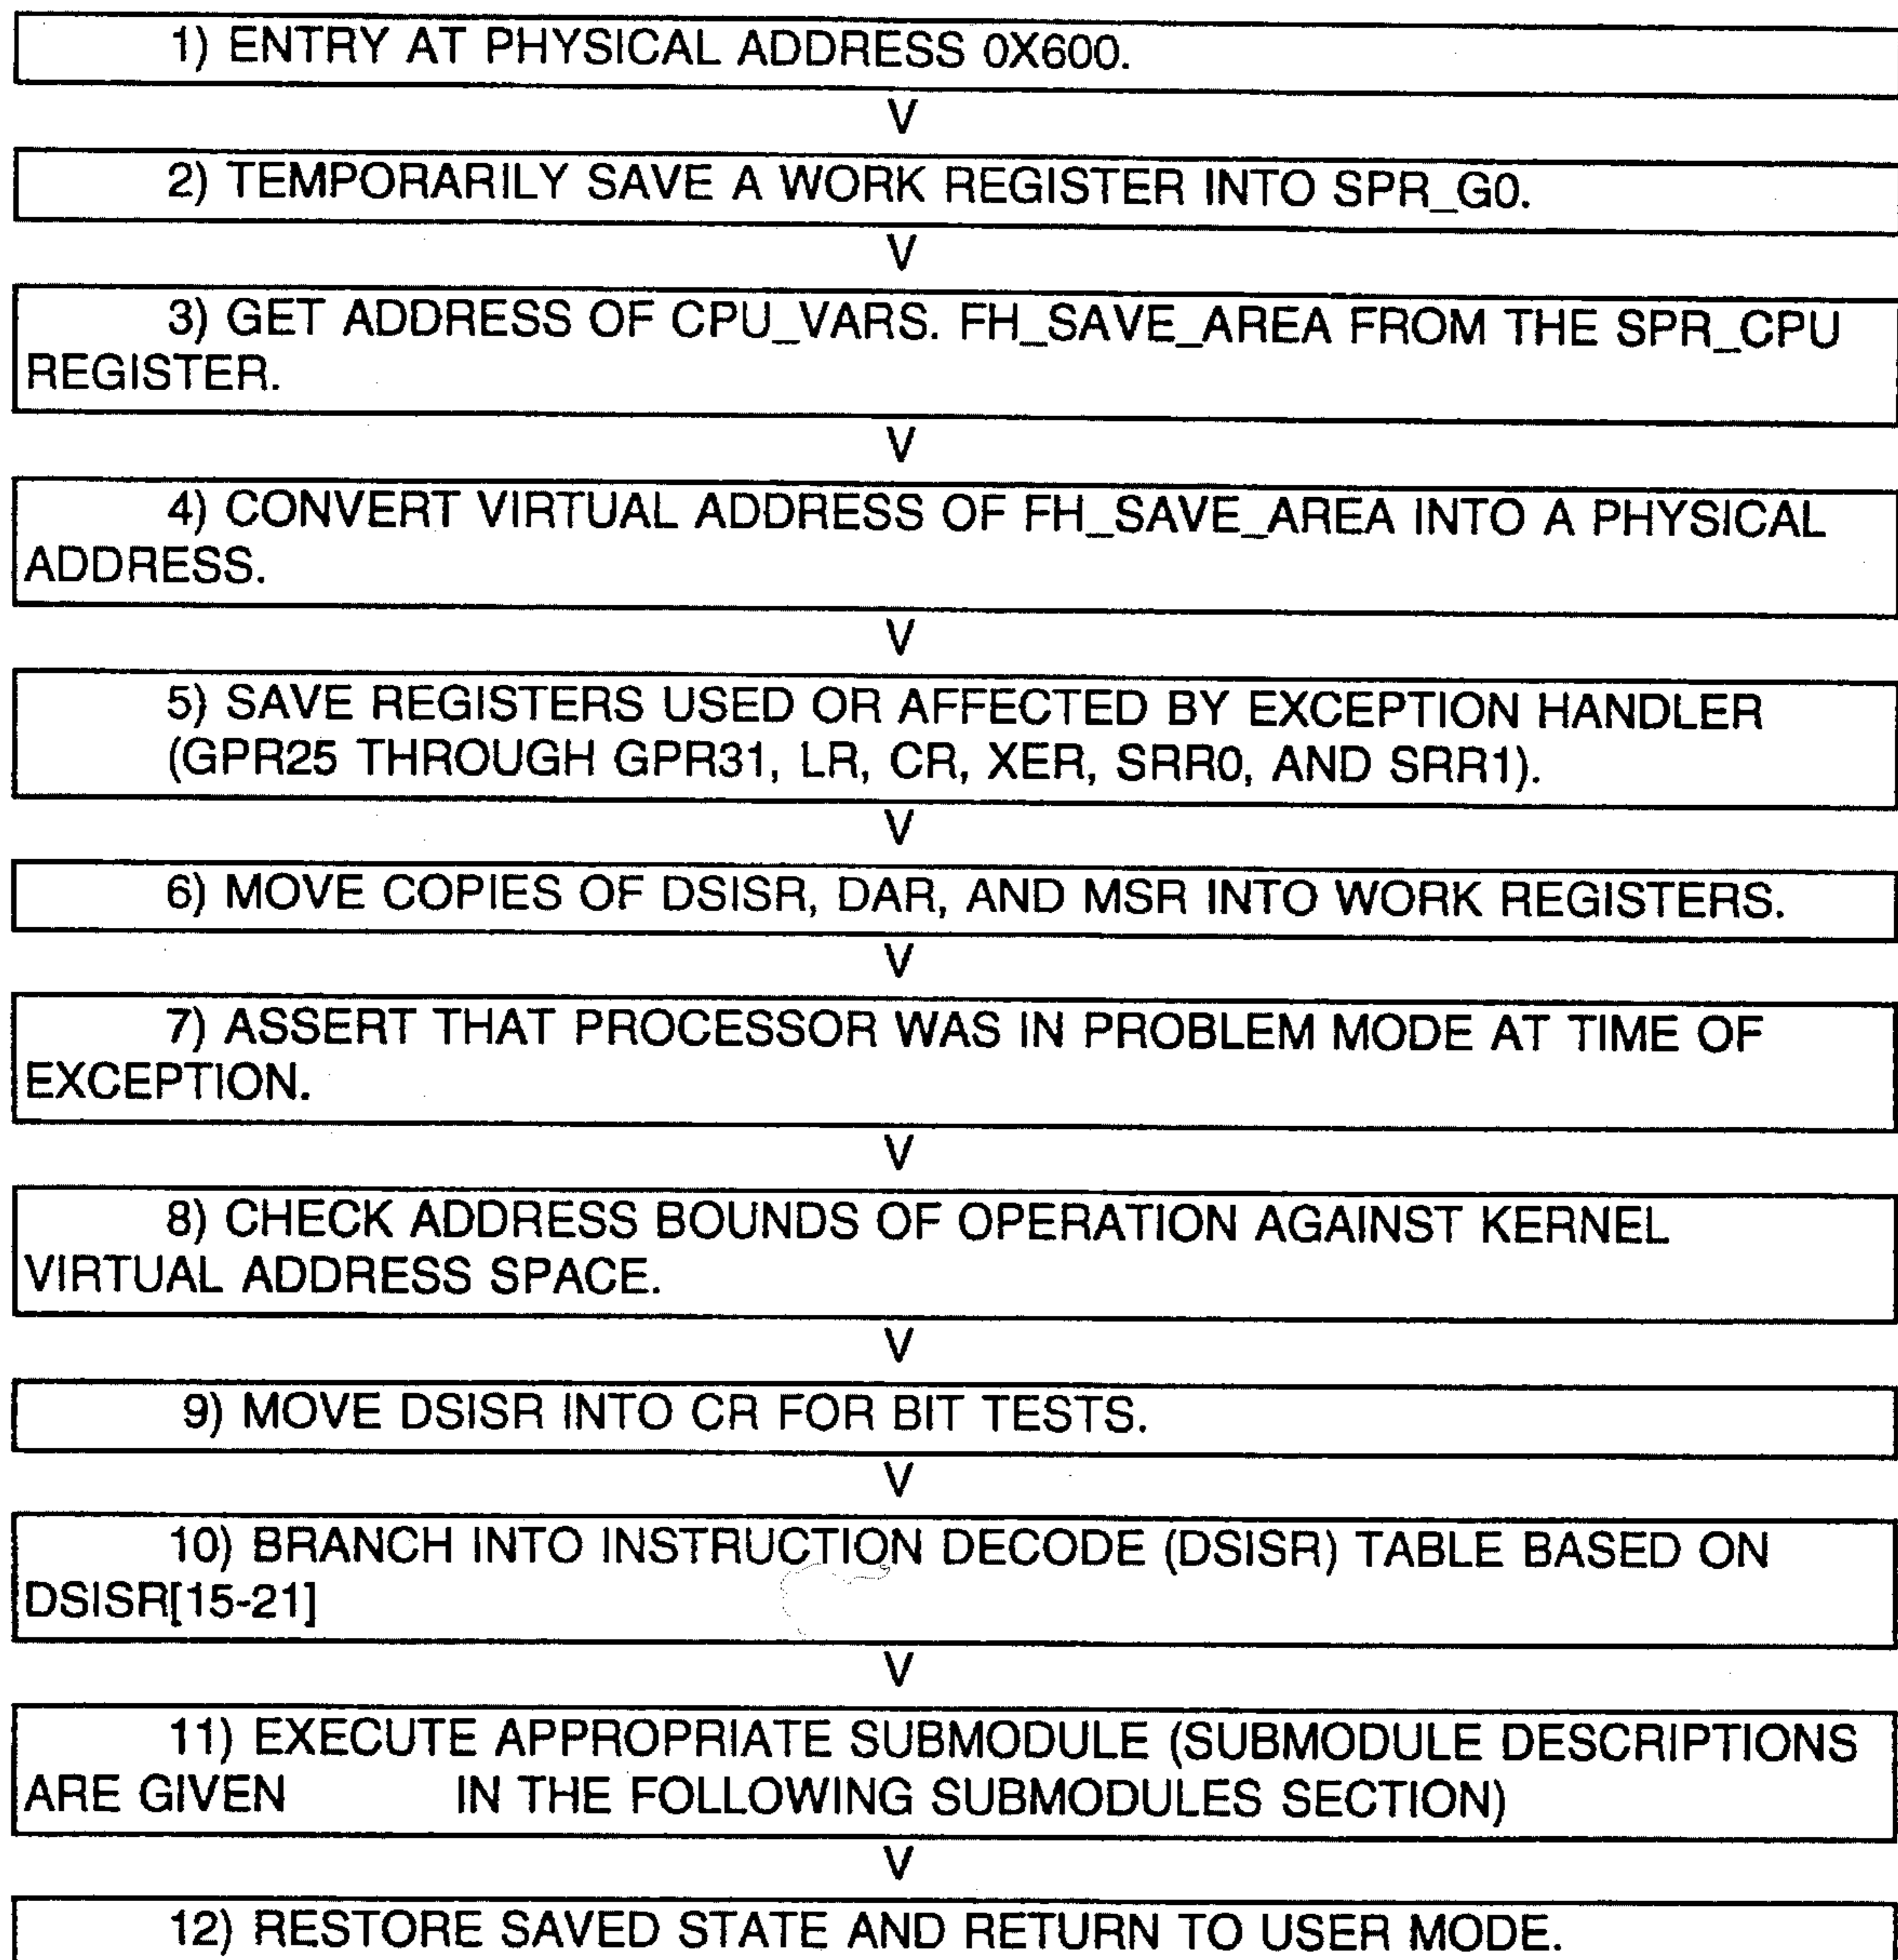 1) ENTRY AT PHYSICAL ADDRESS 0X600.
V
2) TEMPORARILY SAVE A WORK REGISTER INTO SPR_G0.
V
3) GET ADDRESS OF CPU_VARS. FH_SAVE_AREA FROM THE SPR_CPU
REGISTER.
V
4) CONVERT VIRTUAL ADDRESS OF FH_SAVE_AREA INTO A PHYSICAL
ADDRESS.
V
5) SAVE REGISTERS USED OR AFFECTED BY EXCEPTION HANDLER
(GPR25 THROUGH GPR31, LR, CR, XER, SRR0, AND SRR1).
V
6) MOVE COPIES OF DSISR, DAR, AND MSR INTO WORK REGISTERS.
V
7) ASSERT THAT PROCESSOR WAS IN PROBLEM MODE AT TIME OF
EXCEPTION.
V
8) CHECK ADDRESS BOUNDS OF OPERATION AGAINST KERNEL
VIRTUAL ADDRESS SPACE.
V
9) MOVE DSISR INTO CR FOR BIT TESTS.
V
10) BRANCH INTO INSTRUCTION DECODE (DSISR) TABLE BASED ON
DSISR[15-21]
V
11) EXECUTE APPROPRIATE SUBMODULE (SUBMODULE DESCRIPTIONS
ARE GIVEN IN THE FOLLOWING SUBMODULES SECTION)
V
12) RESTORE SAVED STATE AND RETURN TO USER MODE.